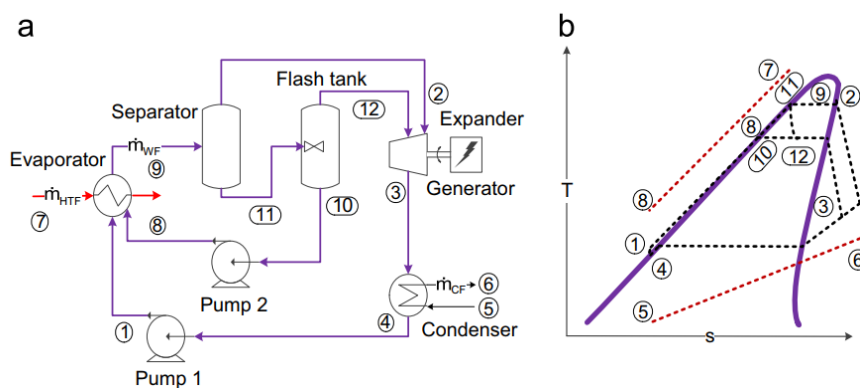 a
b
Flash tank
Separator
12
2
Expander
Evaporator
ṁWF
9
ṁHTF
7
11
10
3
Generator
8
Pump 2
ṁCF
6
5
1
4
Condenser
Pump 1
T
7
11
9
2
8
10
12
8
3
1
4
6
5
s